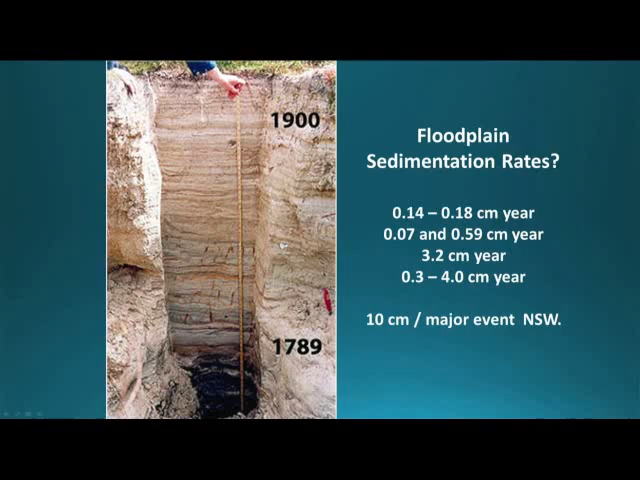 1900
1789
Floodplain
Sedimentation Rates?
0.14 – 0.18 cm year
0.07 and 0.59 cm year
3.2 cm year
0.3 – 4.0 cm year
10 cm / major event  NSW.